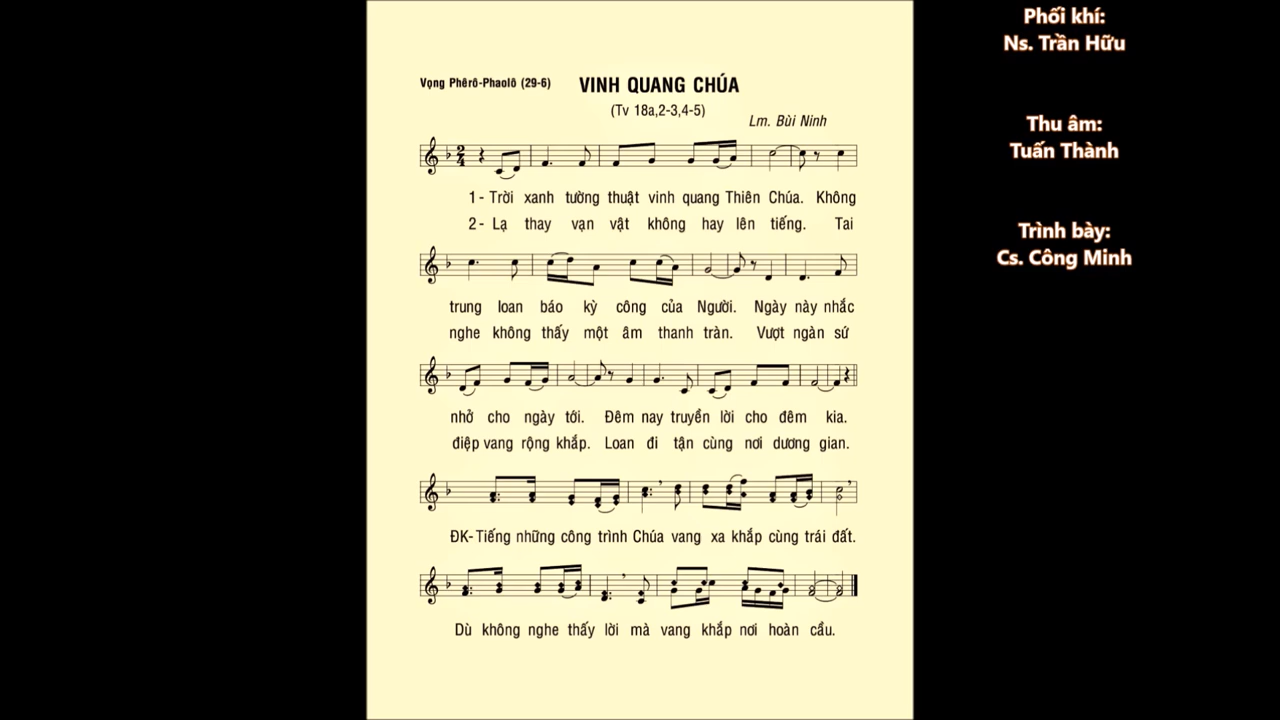 Vọng Phêrô-Phaolô (29-6)
VINH QUANG CHÚA
(Tv 18a,2-3,4-5)
Lm. Bùi Ninh
2
4
1- Trời xanh tường thuật vinh quang Thiên Chúa. Không
2- Lạ thay vạn vật không hay lên tiếng. Tai
trung loan báo kỳ công của Người. Ngày này nhắc
nghe không thấy một âm thanh tràn. Vượt ngàn sứ
nhở cho ngày tới. Đêm nay truyền lời cho đêm kia.
điệp vang rộng khắp. Loan đi tận cùng nơi dương gian.
ĐK- Tiếng những công trình Chúa vang xa khắp cùng trái đất.
Dù không nghe thấy lời mà vang khắp nơi hoàn cầu.
Phối khí:
Ns. Trần Hữu
Thu âm:
Tuấn Thành
Trình bày:
Cs. Công Minh